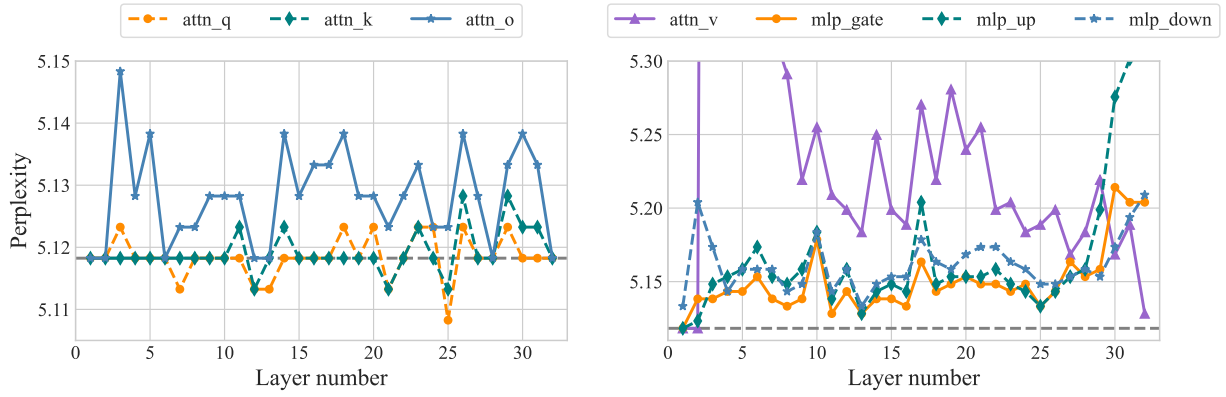 attn_q attn_k attn_o
5.15
5.14
5.13
5.12
5.11
Perplexity
0 5 10 15 20 25 30
Layer number
attn_v mlp_gate mlp_up mlp_down
5.30
5.25
5.20
5.15
0 5 10 15 20 25 30
Layer number